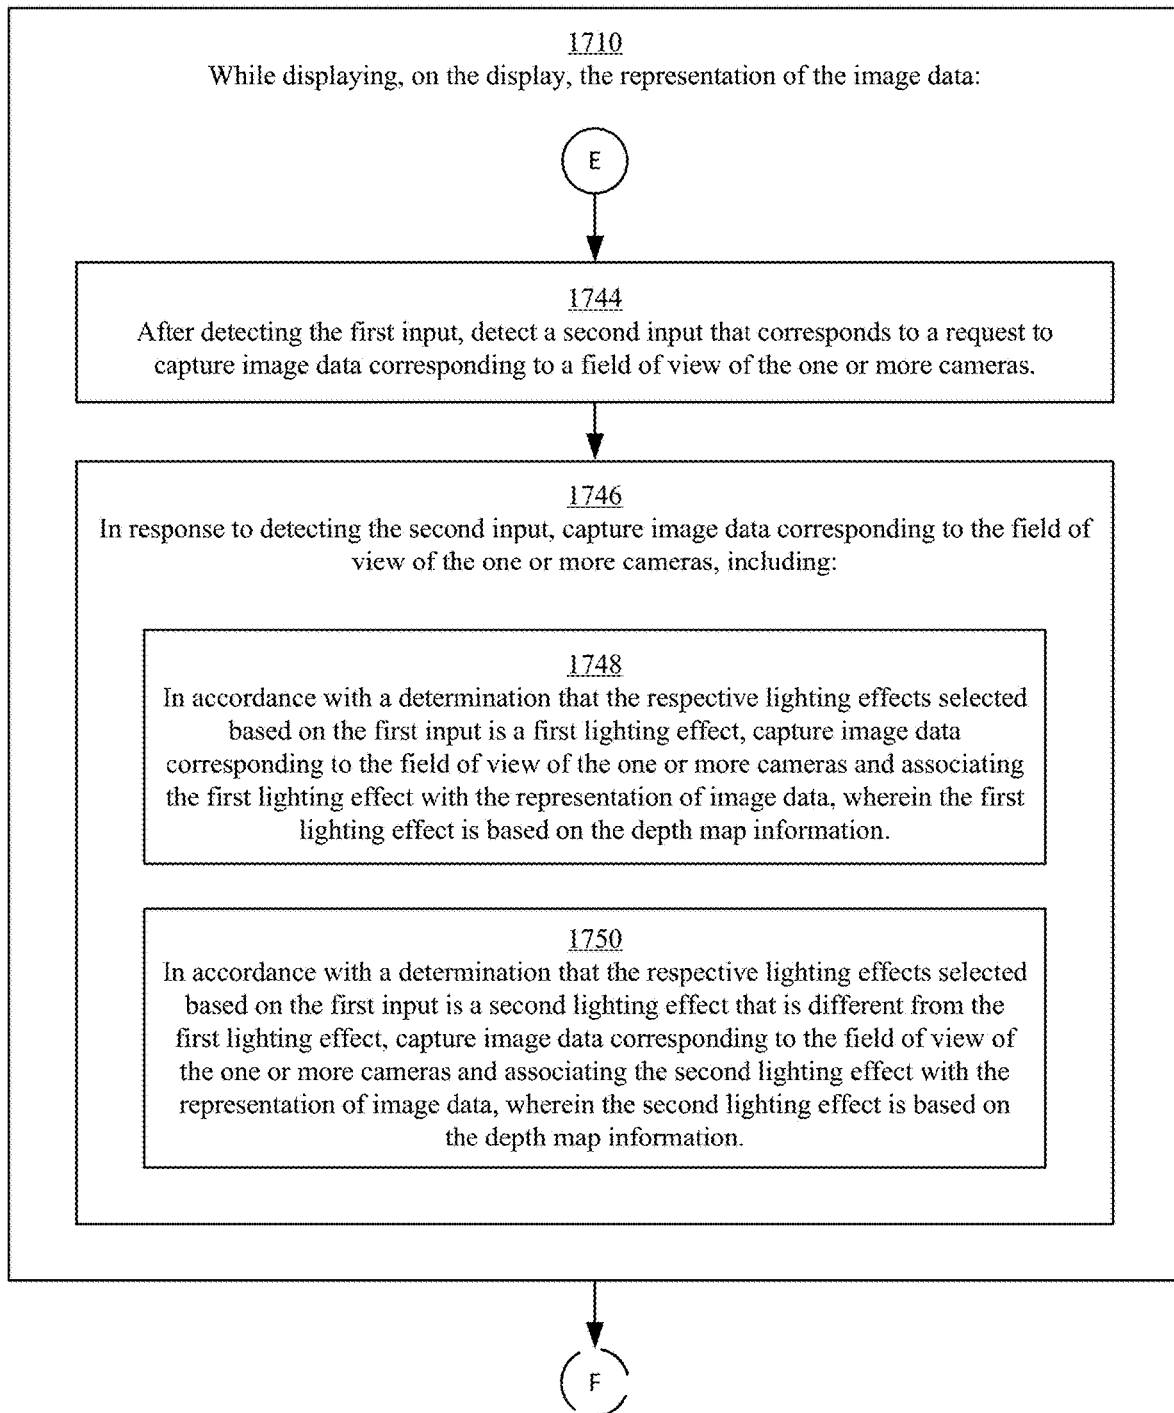 1710
While displaying, on the display, the representation of the image data:
E
1744
After detecting the first input, detect a second input that corresponds to a request to
capture image data corresponding to a field of view of the one or more cameras.
1746
In response to detecting the second input, capture image data corresponding to the field of
view of the one or more cameras, including:
1748
In accordance with a determination that the respective lighting effects selected
based on the first input is a first lighting effect, capture image data
corresponding to the field of view of the one or more cameras and associating
the first lighting effect with the representation of image data, wherein the first
lighting effect is based on the depth map information.
1750
In accordance with a determination that the respective lighting effects selected
based on the first input is a second lighting effect that is different from the
first lighting effect, capture image data corresponding to the field of view of
the one or more cameras and associating the second lighting effect with the
representation of image data, wherein the second lighting effect is based on
the depth map information.
F